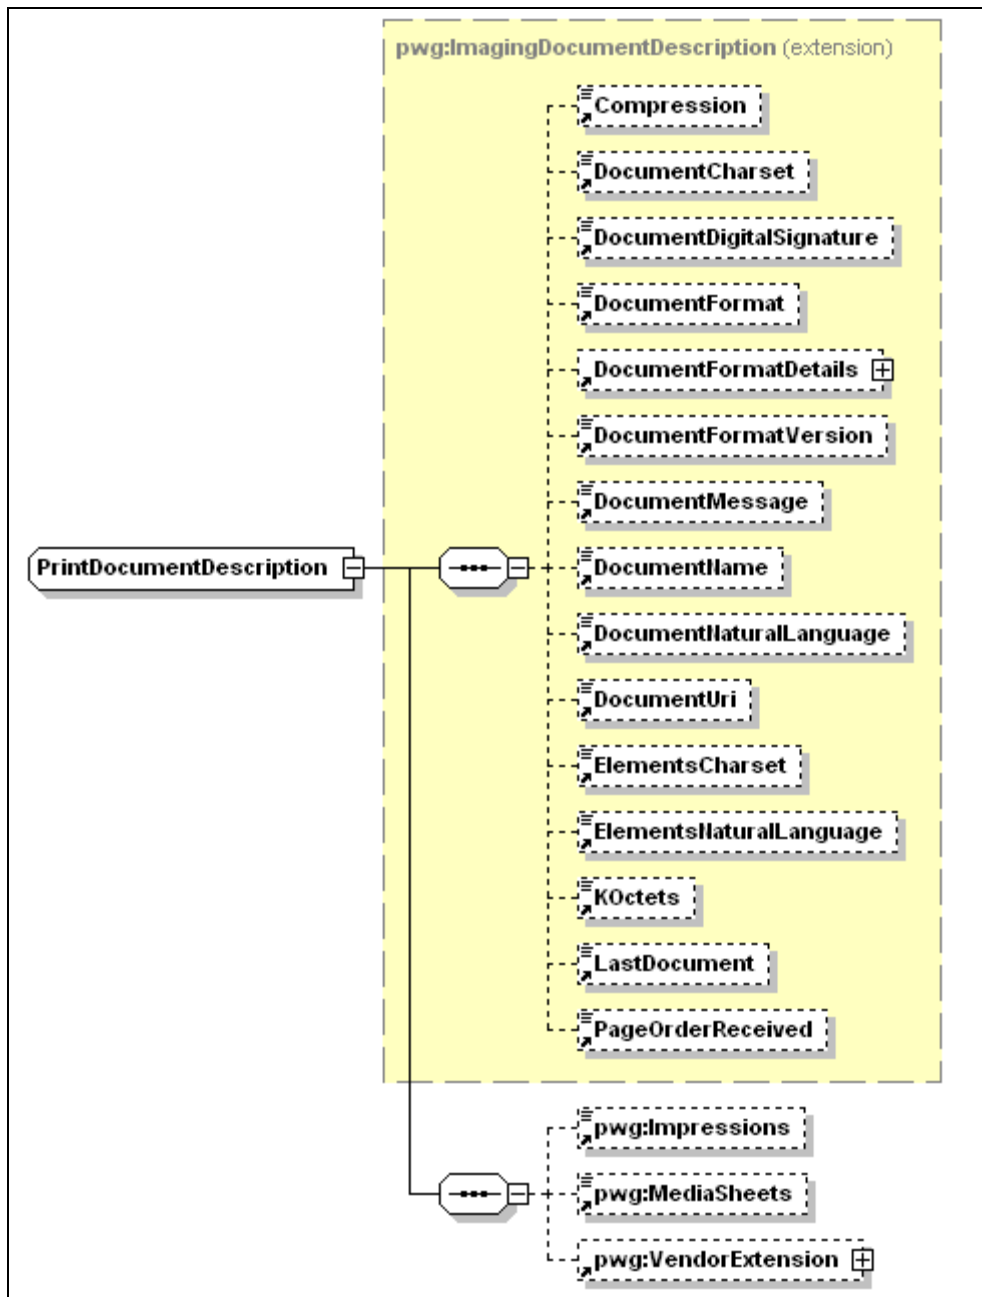 pwg:ImagingDocumentDescription (extension)
Compression
DocumentCharset
DocumentDigitalSignature
DocumentFormat
DocumentFormatDetails
DocumentFormatVersion
DocumentMessage
PrintDocumentDescription
DocumentName
DocumentNaturalLanguage
DocumentUri
ElementsCharset
ElementsNaturalLanguage
KOctets
LastDocument
PageOrderReceived
pwg:Impressions
pwg:MediaSheets
pwg:VendorExtension